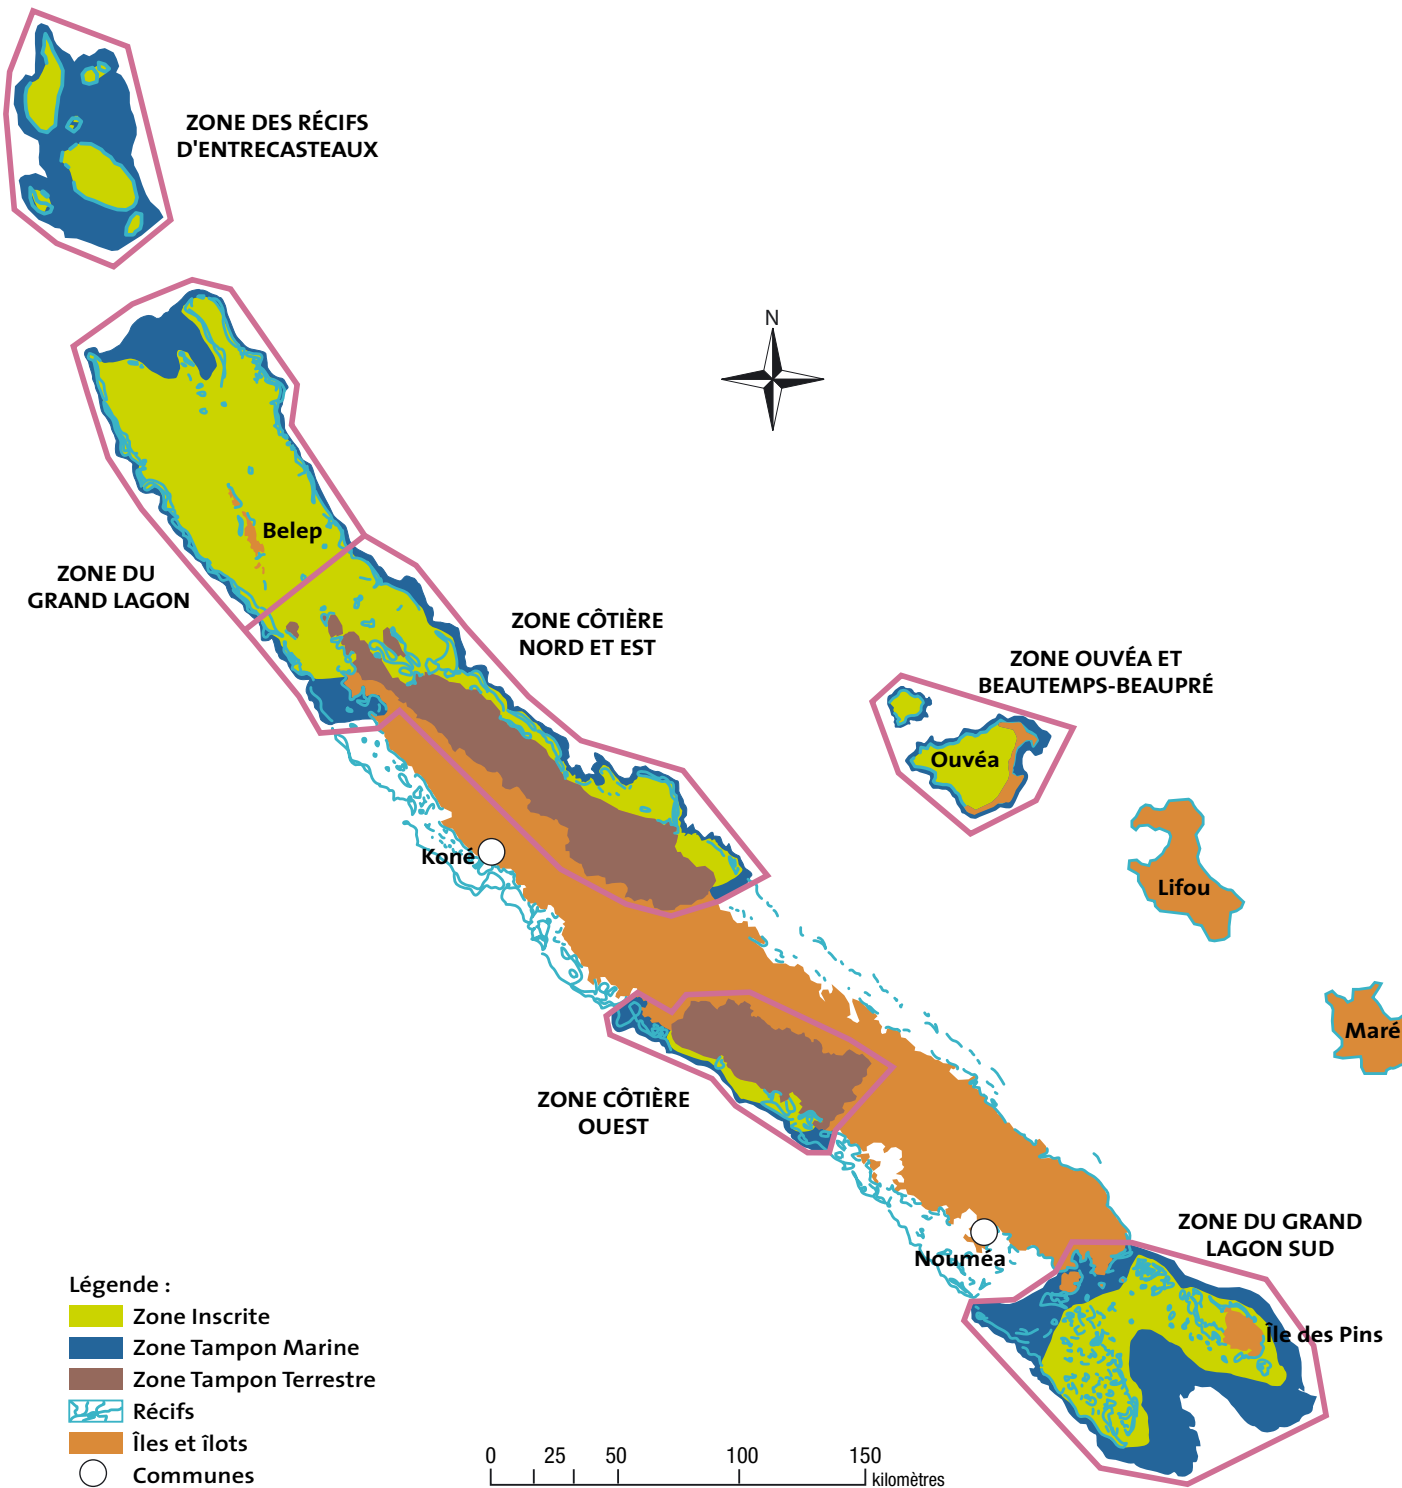 ZONE DES RÉCIFS
D'ENTRECASTEAUX
N
Belep
ZONE DU
GRAND LAGON
ZONE CÔTIÈRE
NORD ET EST
ZONE OUVÉA ET
BEAUTEMPS-BEAUPRÉ
Ouvéa
Koné
Lifou
Maré
ZONE CÔTIÈRE
OUEST
Nouméa
ZONE DU GRAND
LAGON SUD
Île des Pins
Légende :
Zone Inscrite
Zone Tampon Marine
Zone Tampon Terrestre
Récifs
Îles et îlots
Communes
0 25 50 100 150
kilomètres